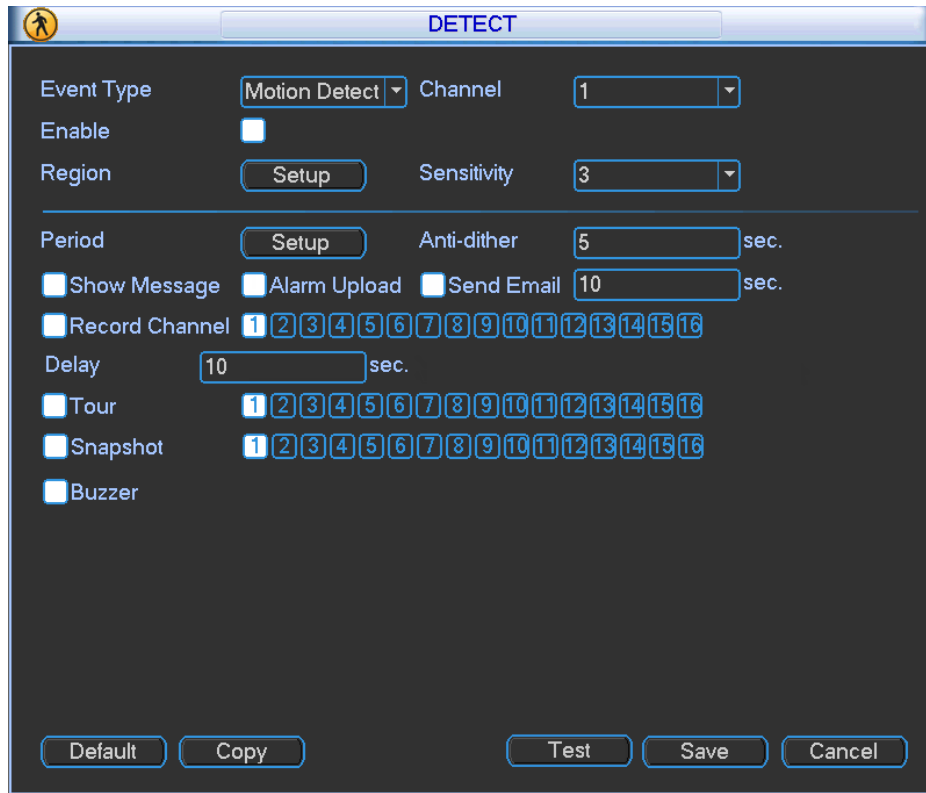 DETECT
Event Type Motion Detect Channel 1
Enable
Region Setup Sensitivity 3
Period Setup Anti-dither 5 sec.
Show Message Alarm Upload Send Email 10 sec.
Record Channel 1 2 3 4 5 6 7 8 9 10 11 12 13 14 15 16
Delay 10 sec.
Tour 1 2 3 4 5 6 7 8 9 10 11 12 13 14 15 16
Snapshot 1 2 3 4 5 6 7 8 9 10 11 12 13 14 15 16
Buzzer
Default Copy Test Save Cancel